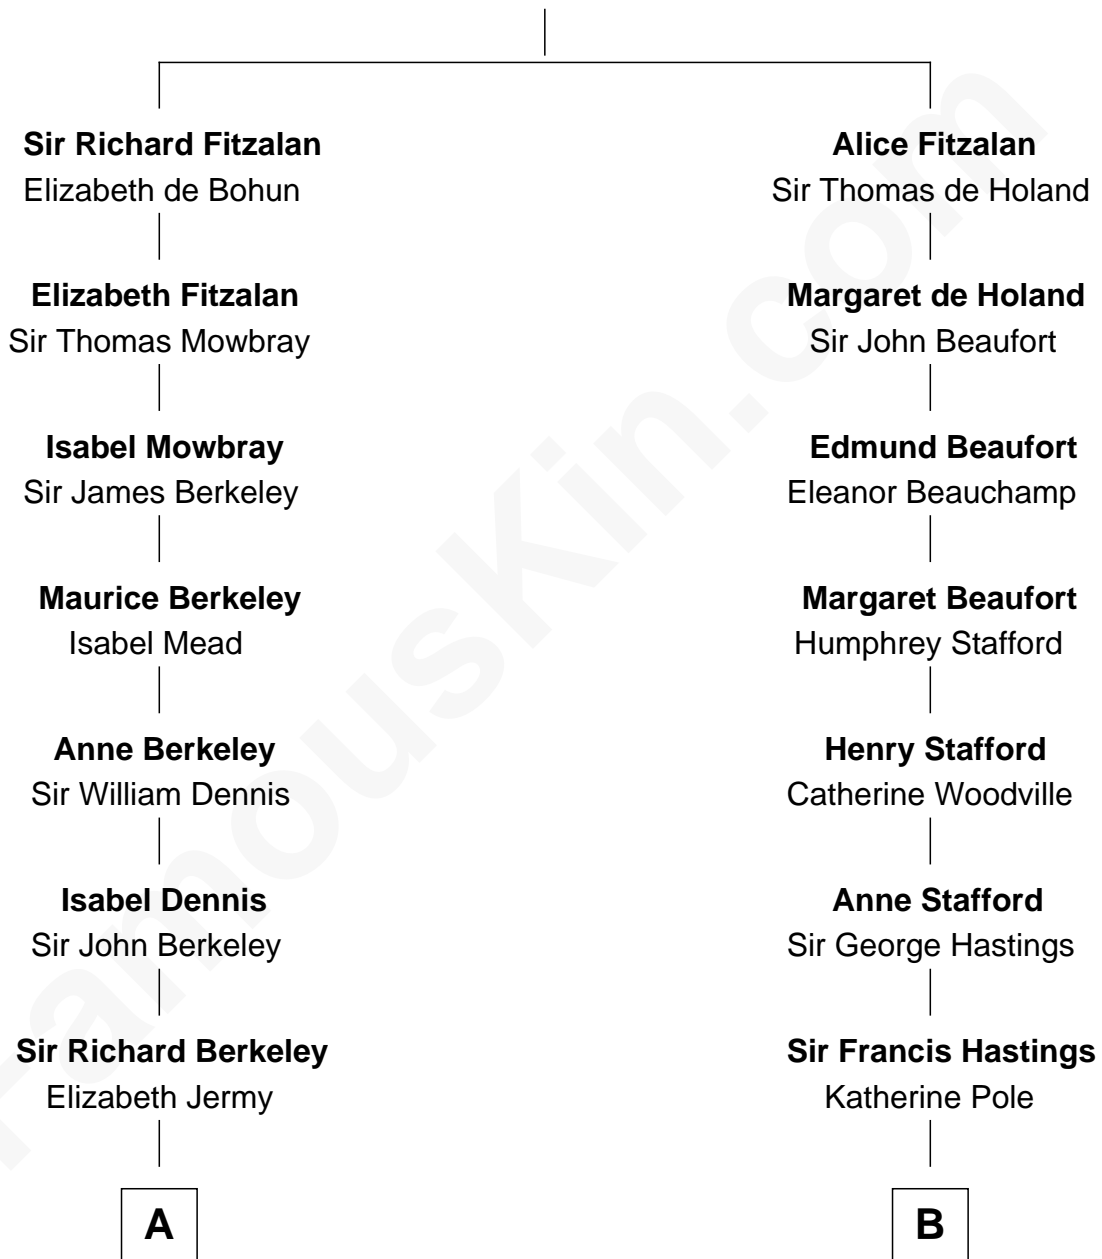 Sir Richard Fitzalan
Elizabeth de Bohun
Elizabeth Fitzalan
Sir Thomas Mowbray
Isabel Mowbray
Sir James Berkeley
Maurice Berkeley
Isabel Mead
Anne Berkeley
Sir William Dennis
Isabel Dennis
Sir John Berkeley
Sir Richard Berkeley
Elizabeth Jermy
A
Alice Fitzalan
Sir Thomas de Holand
Margaret de Holand
Sir John Beaufort
Edmund Beaufort
Eleanor Beauchamp
Margaret Beaufort
Humphrey Stafford
Henry Stafford
Catherine Woodville
Anne Stafford
Sir George Hastings
Sir Francis Hastings
Katherine Pole
B
FamousKin.com